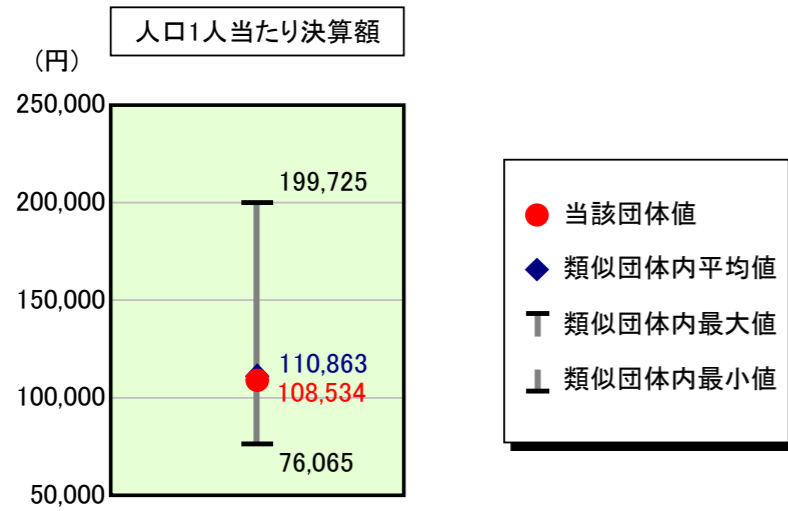 人口1人当たり決算額
(円)
250,000
200,000
150,000
100,000
50,000
199,725
110,863
108,534
76,065
当該団体値
類似団体内平均値
類似団体内最大値
類似団体内最小値